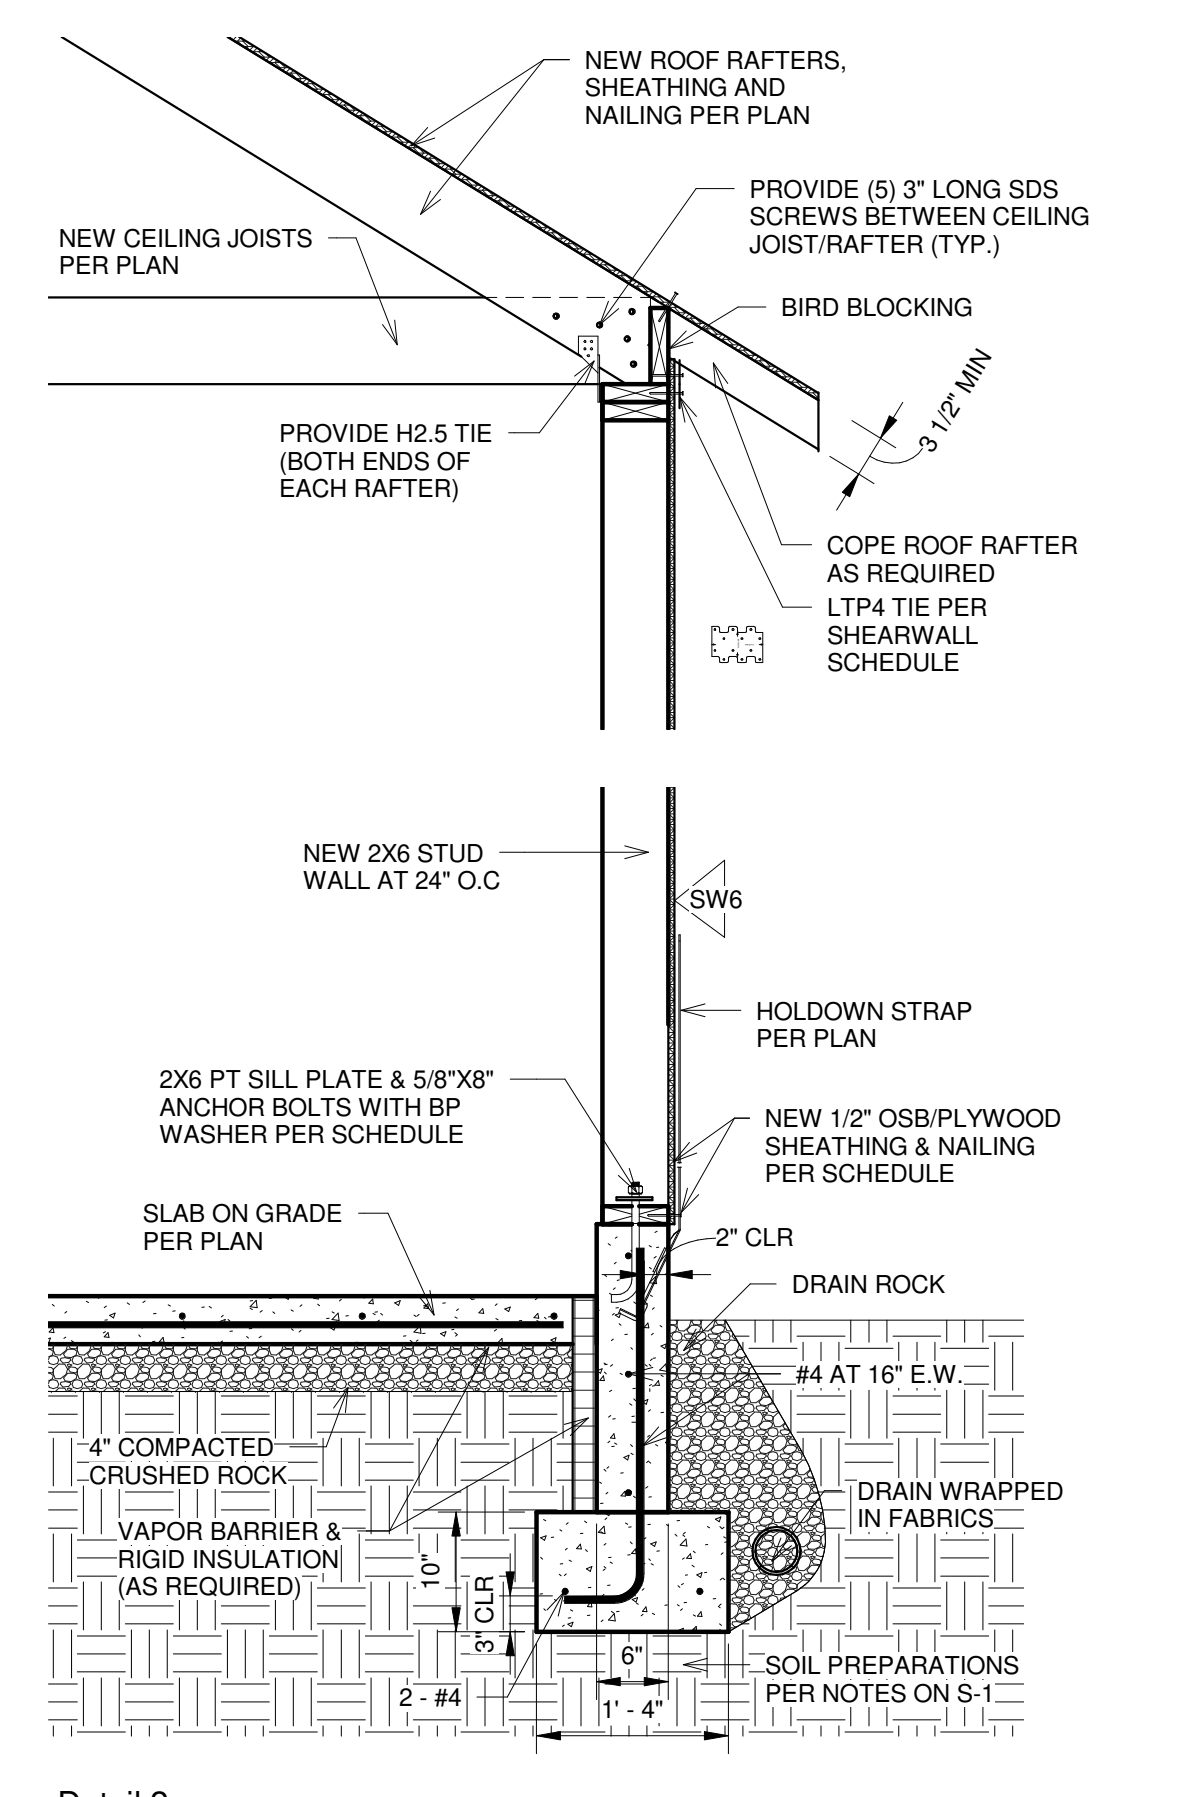 NEW ROOF RAFTERS,
SHEATHING AND
NAILING PER PLAN
PROVIDE (5) 3" LONG SDS
SCREWS BETWEEN CEILING
JOIST/RAFTER (TYP.)
NEW CEILING JOISTS
PER PLAN
BIRD BLOCKING
3 1/2" MIN
PROVIDE H2.5 TIE
(BOTH ENDS OF
EACH RAFTER)
COPE ROOF RAFTER
AS REQUIRED
LTP4 TIE PER
SHEARWALL
SCHEDULE
NEW 2X6 STUD
WALL AT 24" O.C
SW6
HOLDOWN STRAP
PER PLAN
2X6 PT SILL PLATE & 5/8"X8"
ANCHOR BOLTS WITH BP
WASHER PER SCHEDULE
NEW 1/2" OSB/PLYWOOD
SHEATHING & NAILING
PER SCHEDULE
SLAB ON GRADE
PER PLAN
2" CLR
DRAIN ROCK
#4 AT 16" E.W.
4" COMPACTED
CRUSHED ROCK
DRAIN WRAPPED
IN FABRICS
VAPOR BARRIER &
RIGID INSULATION
(AS REQUIRED)
10"
3" CLR
6"
SOIL PREPARATIONS
PER NOTES ON S-1
2 - #4
1' - 4"